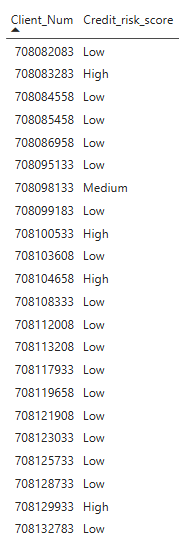 Client_Num Credit_risk_score
708082083 Low
708083283 High
708084558 Low
708085458 Low
708086958 Low
708095133 Low
708098133 Medium
708099183 Low
708100533 High
708103608 Low
708104658 High
708108333 Low
708112008 Low
708113208 Low
708117933 Low
708119658 Low
708121908 Low
708123033 Low
708125733 Low
708128733 Low
708129933 High
708132783 Low